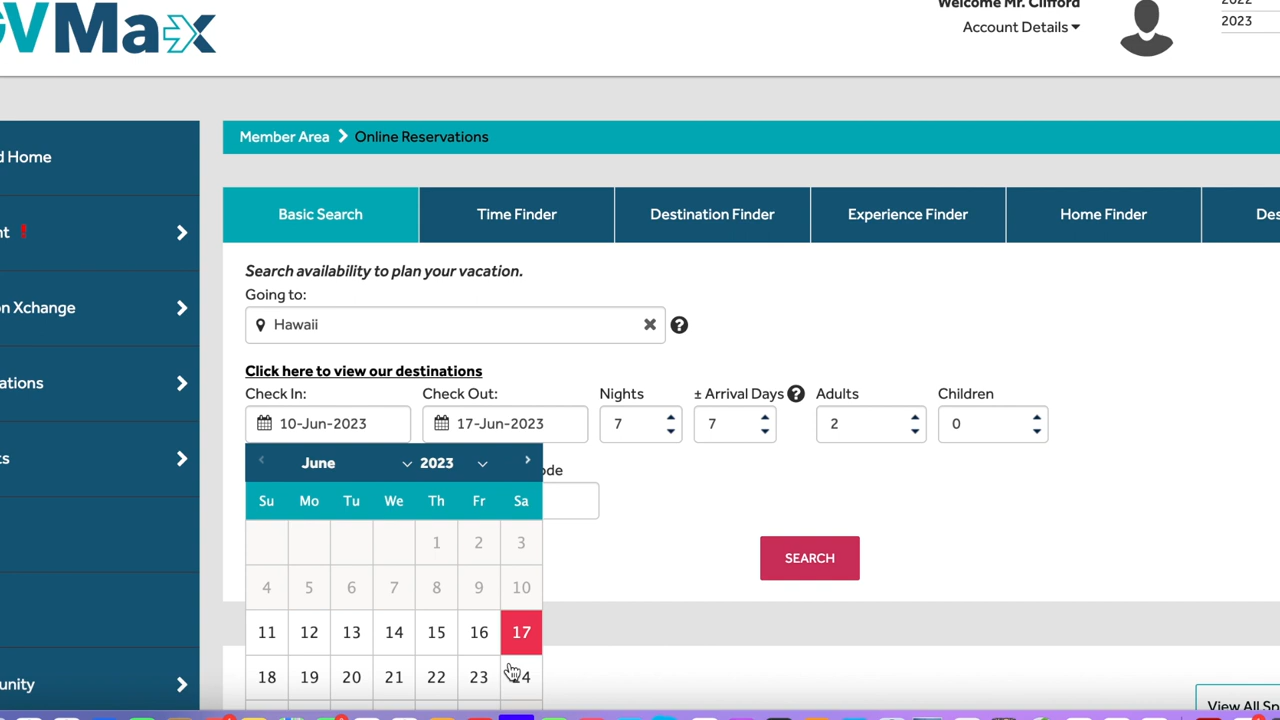 VMax
Welcome Mr. Clifford
Account Details
2022
2023
Member Area
Online Reservations
d Home
nt
n Xchange
ations
ts
unity
Basic Search
Time Finder
Destination Finder
Experience Finder
Home Finder
Des
Search availability to plan your vacation.
Going to:
Hawaii
Click here to view our destinations
Check In:
Check Out:
Nights
± Arrival Days
Adults
Children
10-Jun-2023
17-Jun-2023
7
7
2
0
ode
June
2023
Su Mo Tu We Th Fr Sa
1 2 3
4 5 6 7 8 9 10
11 12 13 14 15 16 17
18 19 20 21 22 23 24
SEARCH
View All Sp